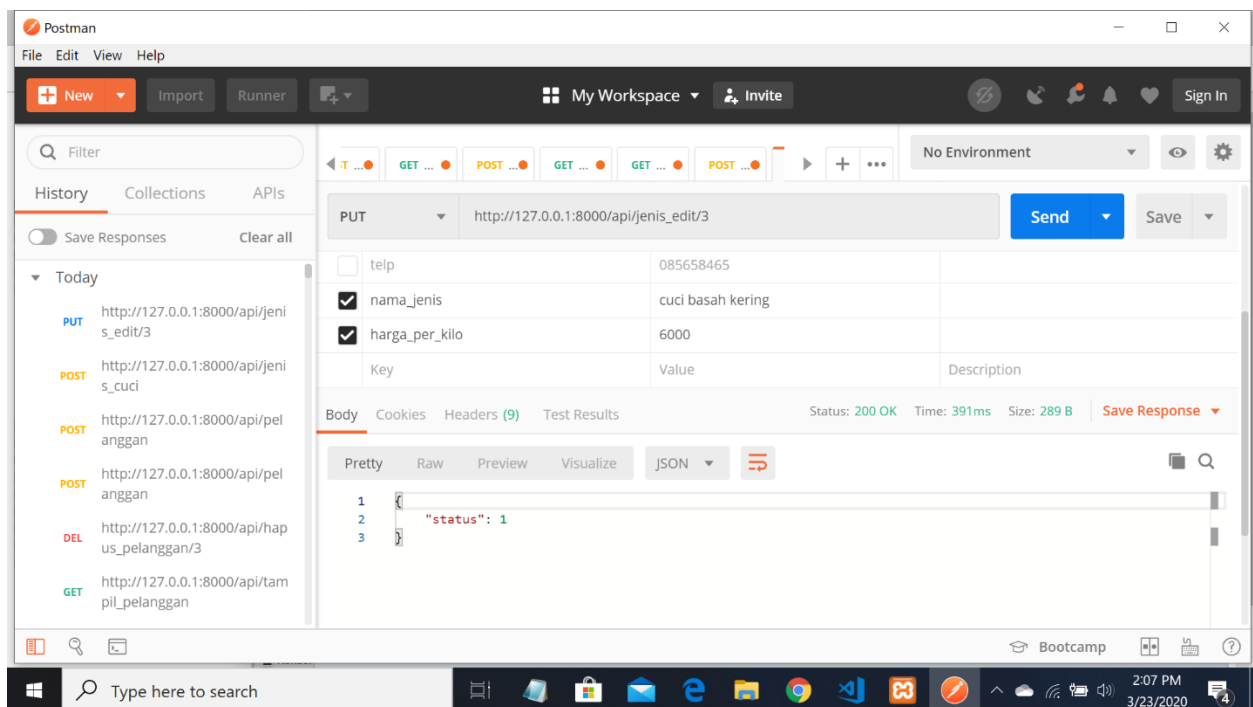 Postman
File Edit View Help
New Import Runner My Workspace Invite Sign In
Filter
History Collections APIs
Save Responses Clear all
Today
PUT http://127.0.0.1:8000/api/jeni
s_edit/3
POST http://127.0.0.1:8000/api/jeni
s_cuci
POST http://127.0.0.1:8000/api/pel
anggan
POST http://127.0.0.1:8000/api/pel
anggan
DEL http://127.0.0.1:8000/api/hap
us_pelanggan/3
GET http://127.0.0.1:8000/api/tam
pil_pelanggan
T ... GET ... POST ... GET ... GET ... POST ... + •••
No Environment
PUT http://127.0.0.1:8000/api/jenis_edit/3 Send Save
telp 085658465
nama_jenis cuci basah kering
harga_per_kilo 6000
Key Value Description
Body Cookies Headers (9) Test Results Status: 200 OK Time: 391ms Size: 289 B Save Response
Pretty Raw Preview Visualize JSON
1 {
2 "status": 1
3 }
Bootcamp
Type here to search
2:07 PM
3/23/2020
4